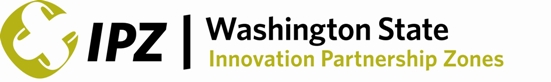 IPZ | Washington State
Innovation Partnership Zones